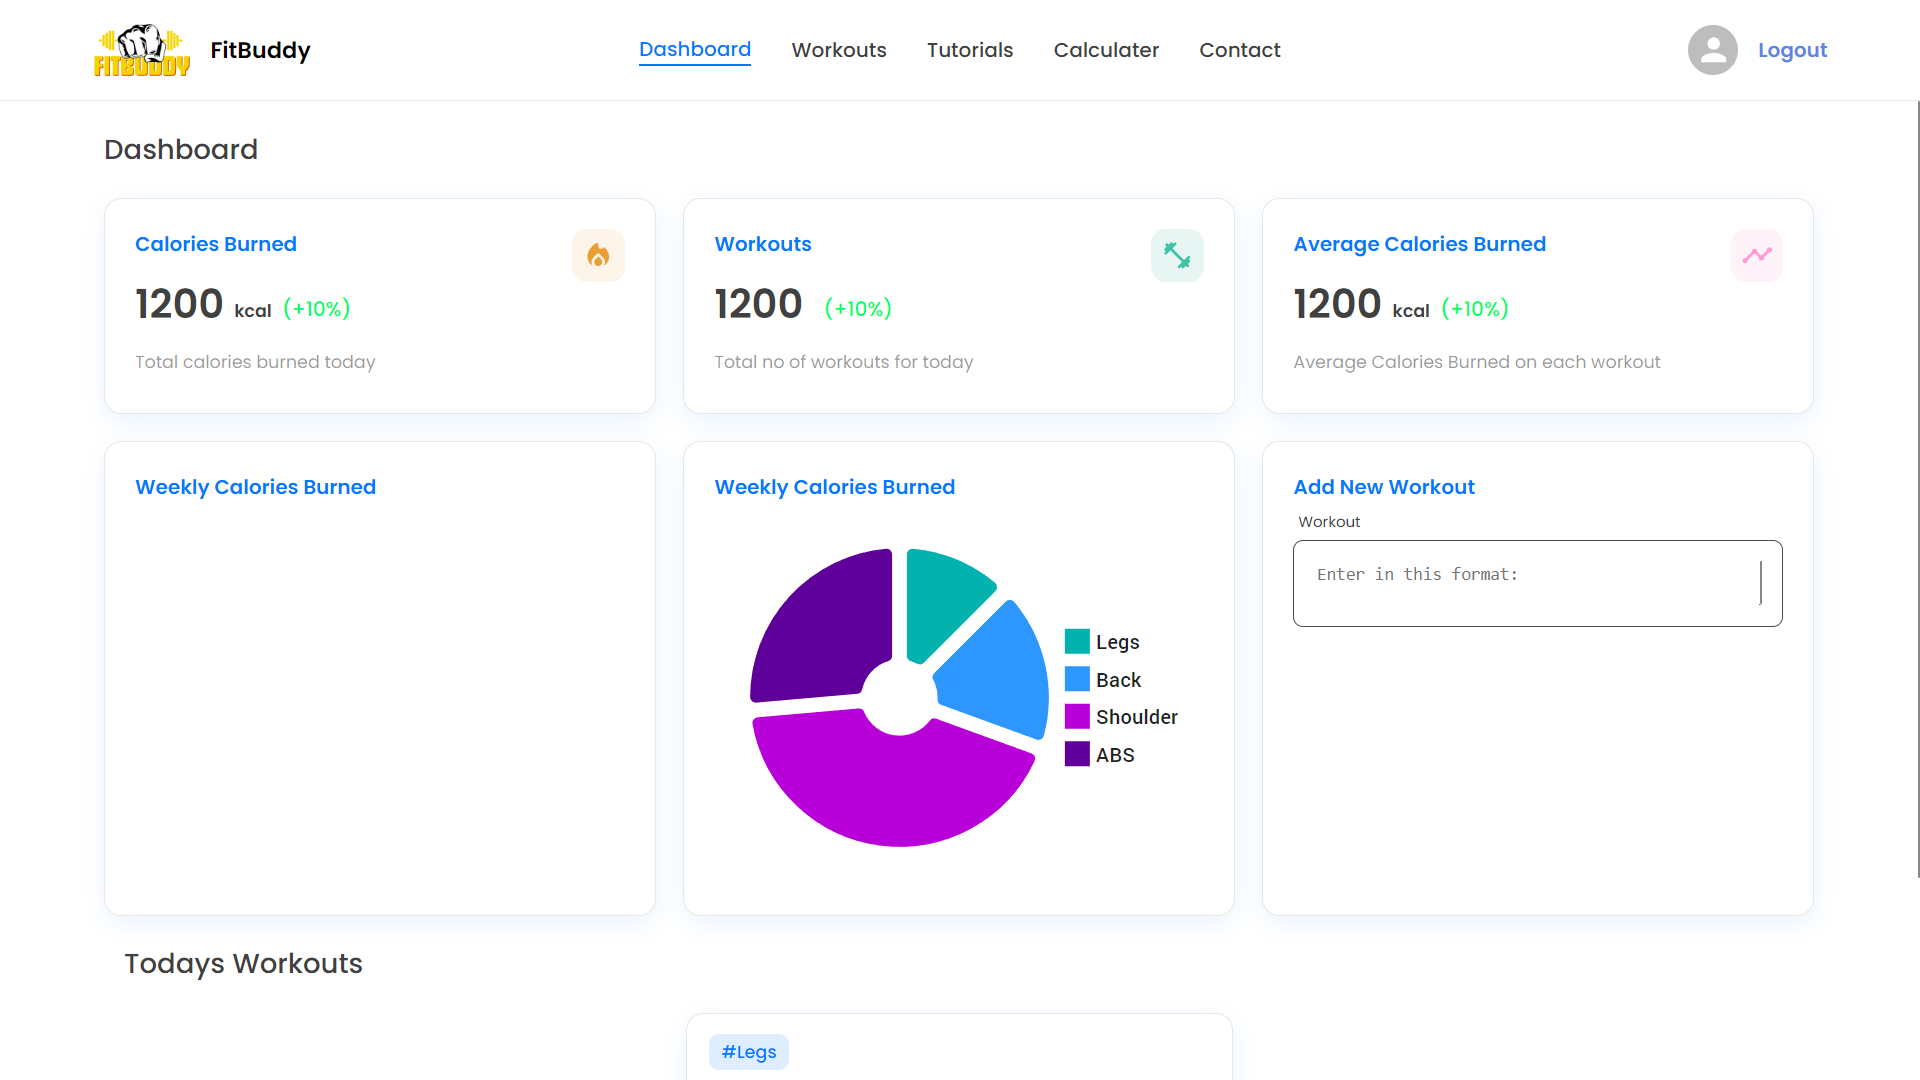 FITBUDDY
FitBuddy
Dashboard
Workouts
Tutorials
Calculater
Contact
Logout
Dashboard
Calories Burned
1200 kcal (+10%)
Total calories burned today
Workouts
1200 (+10%)
Total no of workouts for today
Average Calories Burned
1200 kcal (+10%)
Average Calories Burned on each workout
Weekly Calories Burned
Weekly Calories Burned
Legs
Back
Shoulder
ABS
Add New Workout
Workout
Enter in this format:
Todays Workouts
#Legs